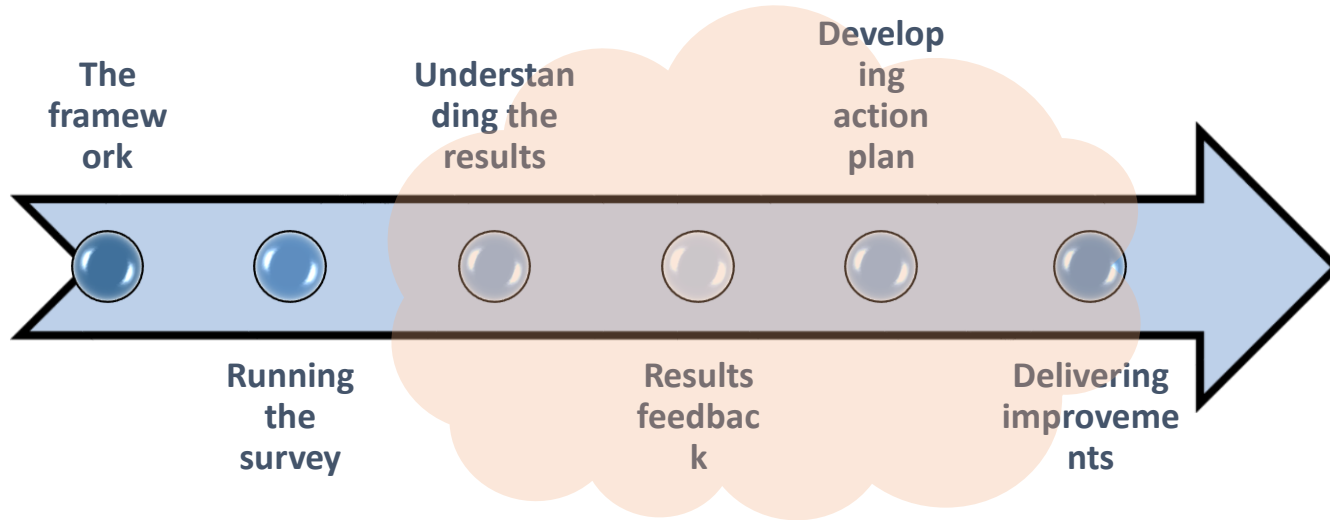 The
framew
ork
Running
the
survey
Understan
ding the
results
Results
feedbac
k
Develop
ing
action
plan
Delivering
improveme
nts